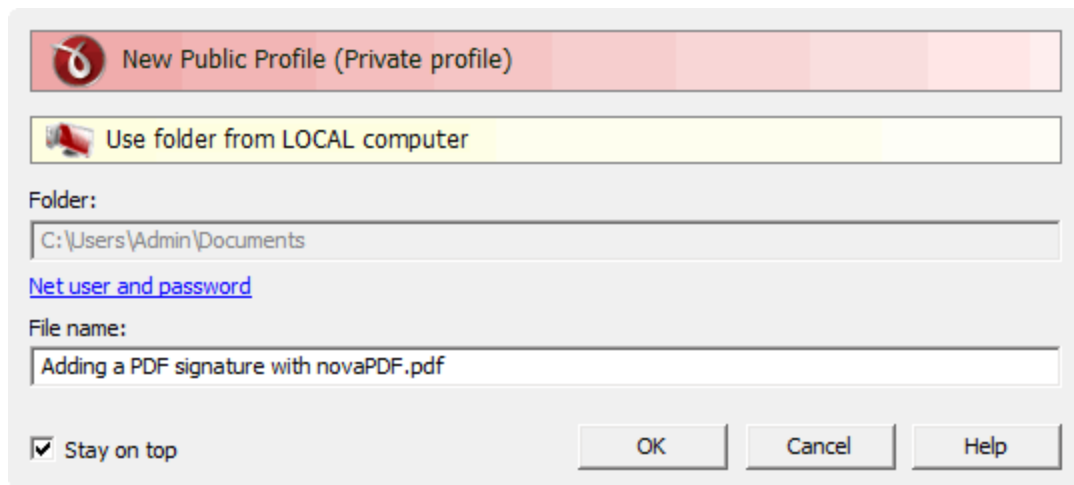 New Public Profile (Private profile)
Use folder from LOCAL computer
Folder:
C:\Users\Admin\Documents
Net user and password
File name:
Adding a PDF signature with novaPDF.pdf
Stay on top
OK
Cancel
Help